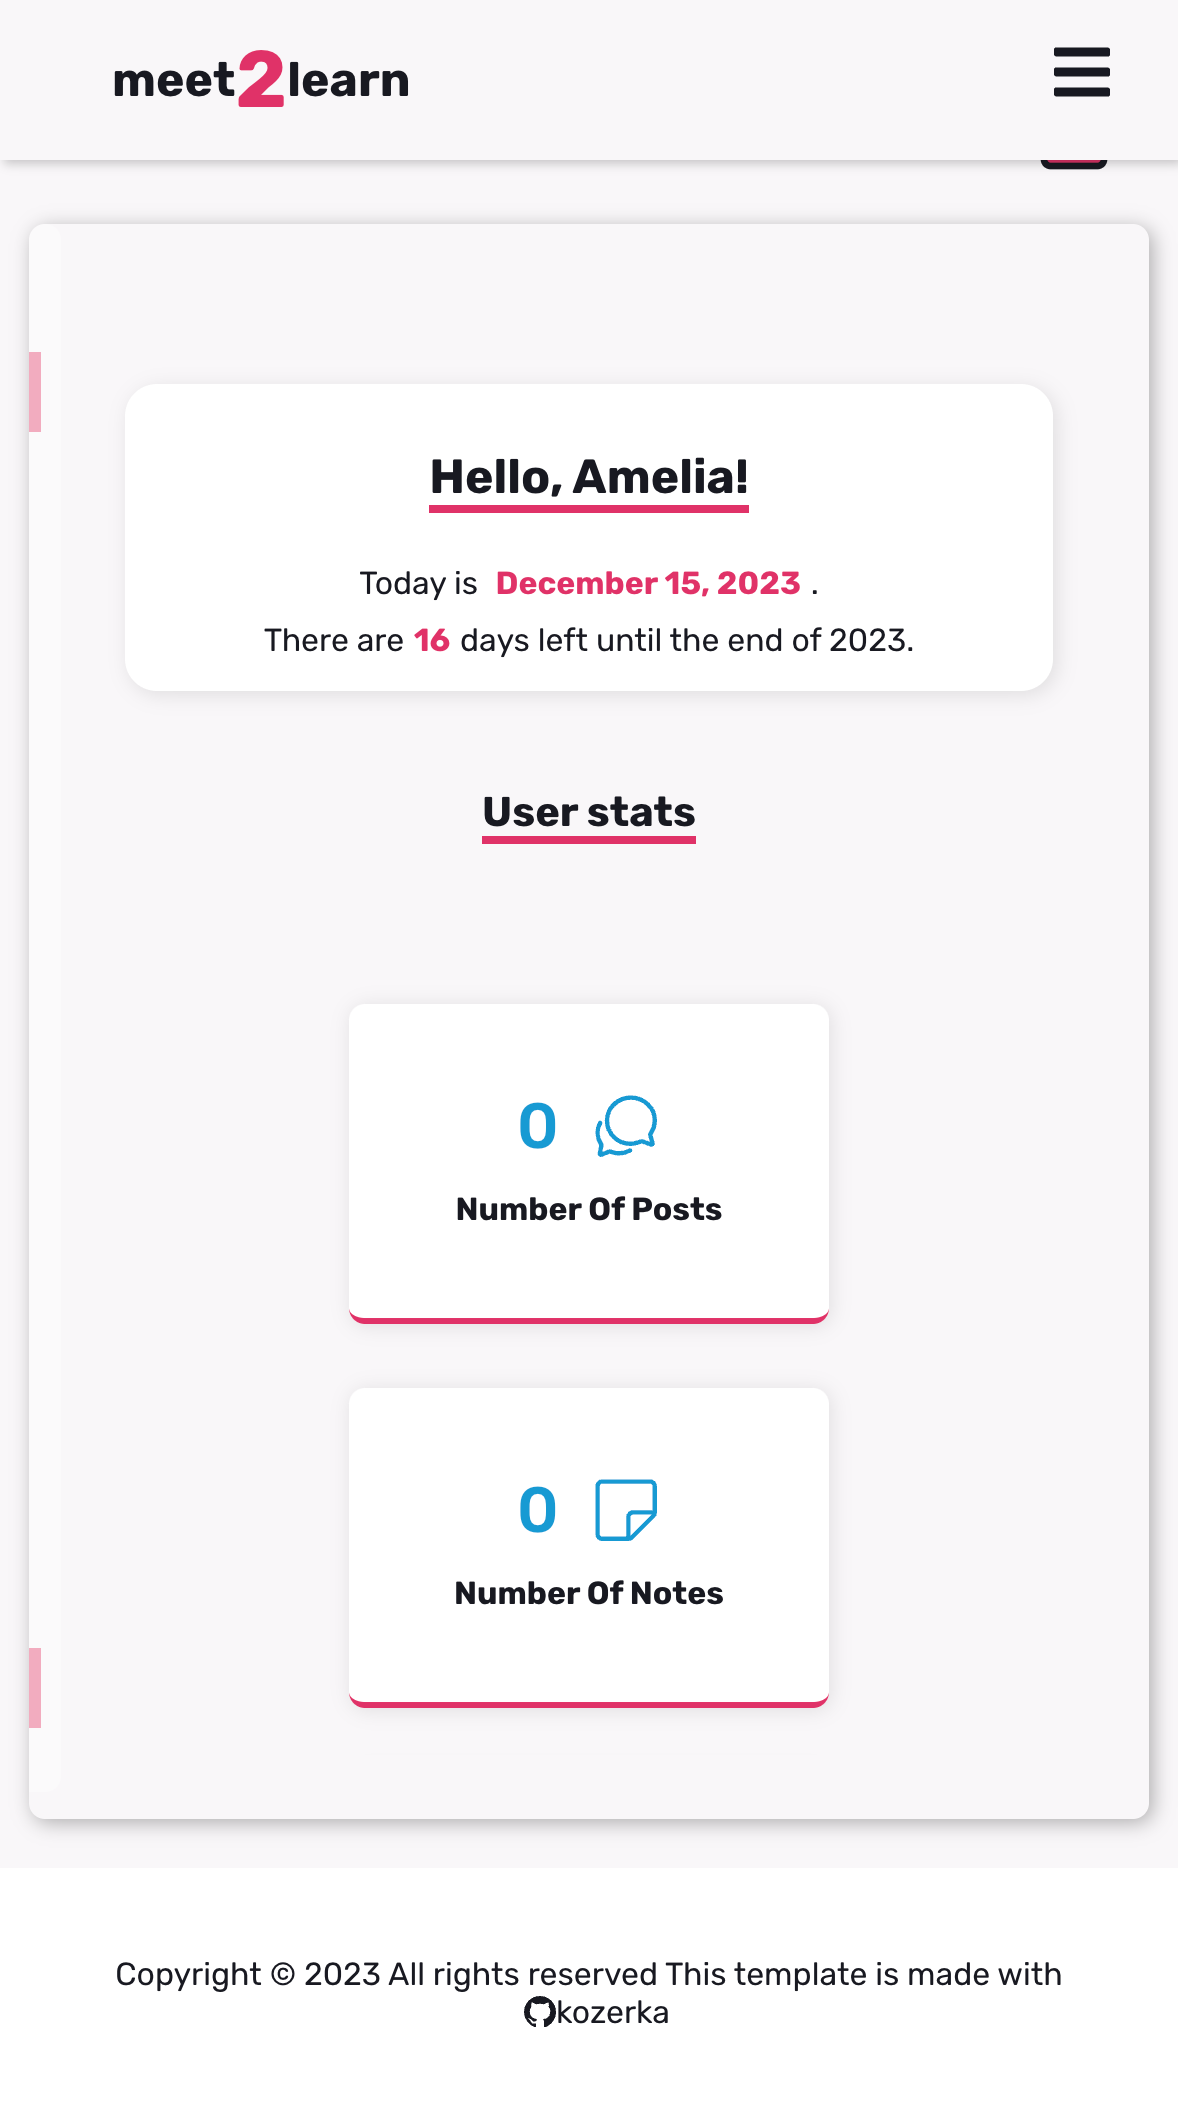 meet2learn
Hello, Amelia!
Today is December 15, 2023 .
There are 16 days left until the end of 2023.
User stats
0
Number Of Posts
0
Number Of Notes
Copyright © 2023 All rights reserved This template is made with
kozerka